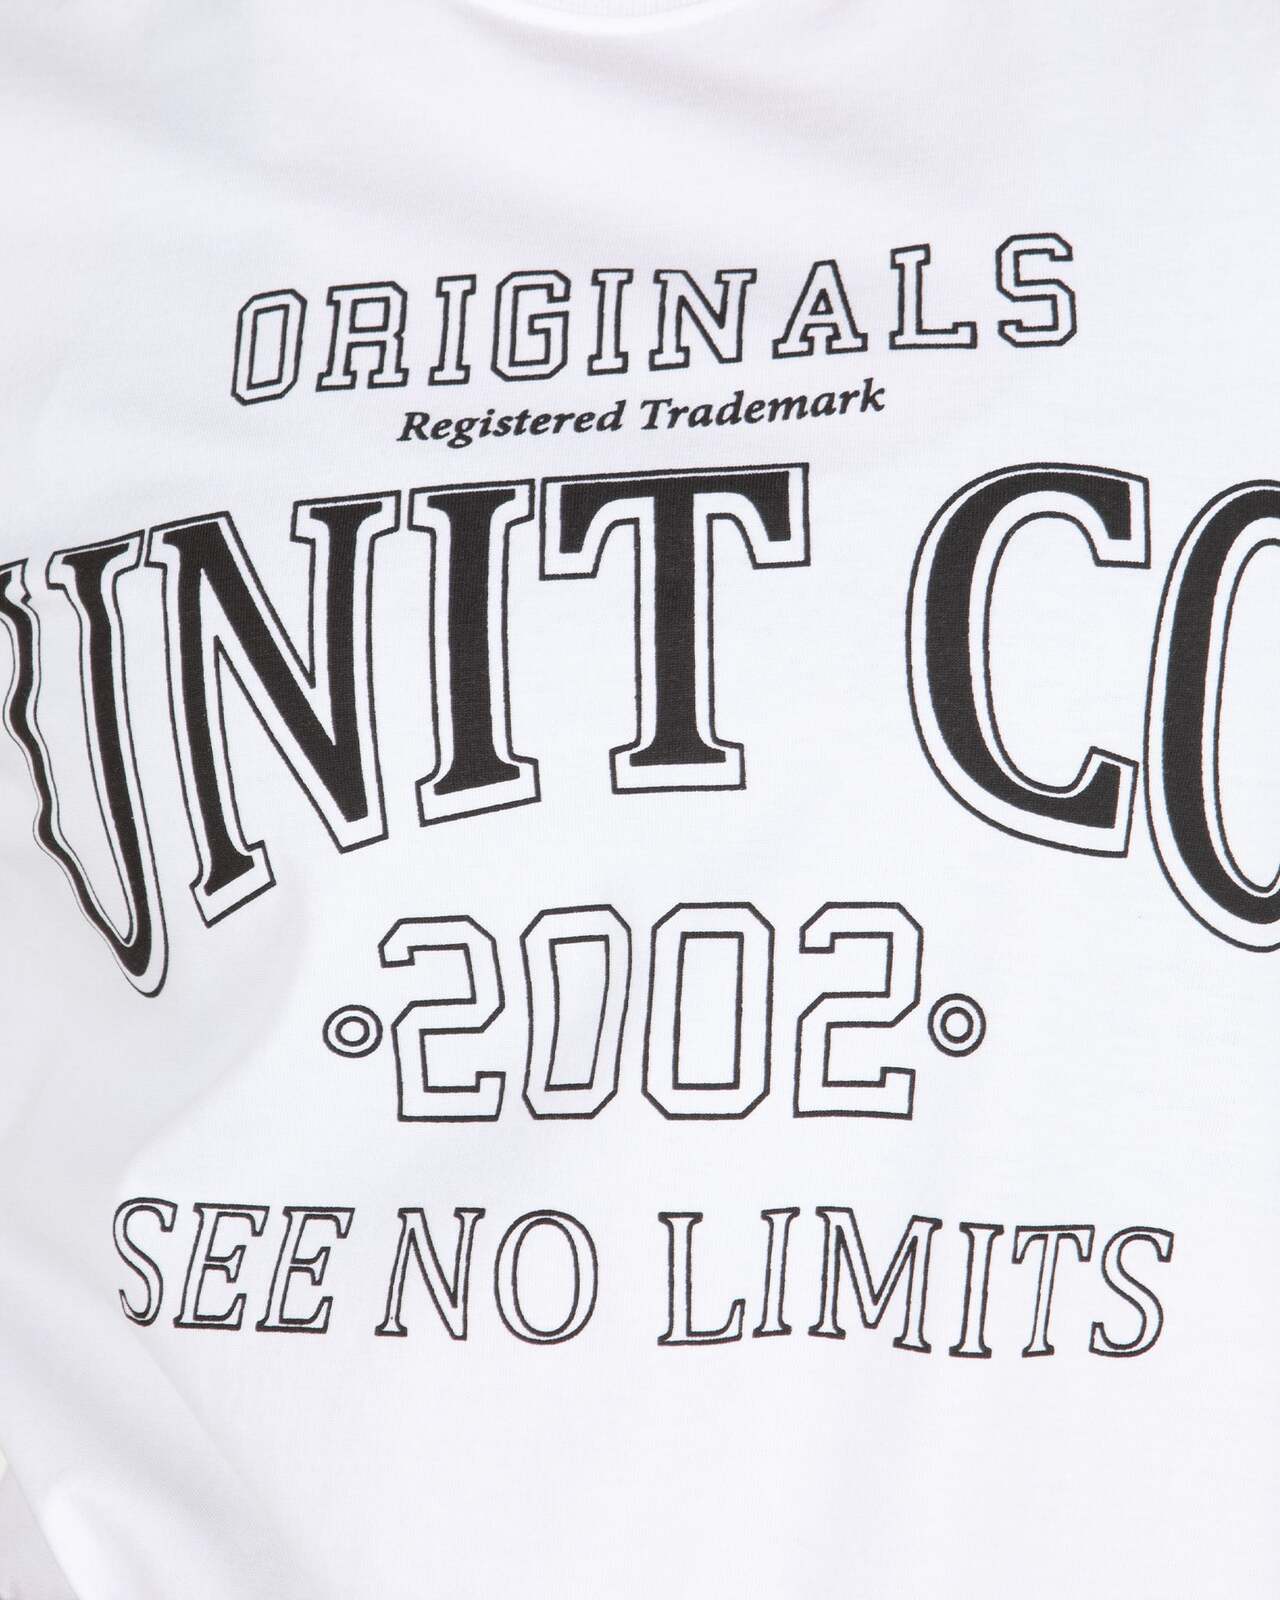 ORIGINALS
Registered Trademark
UNIT CO
2002
SEE NO LIMITS